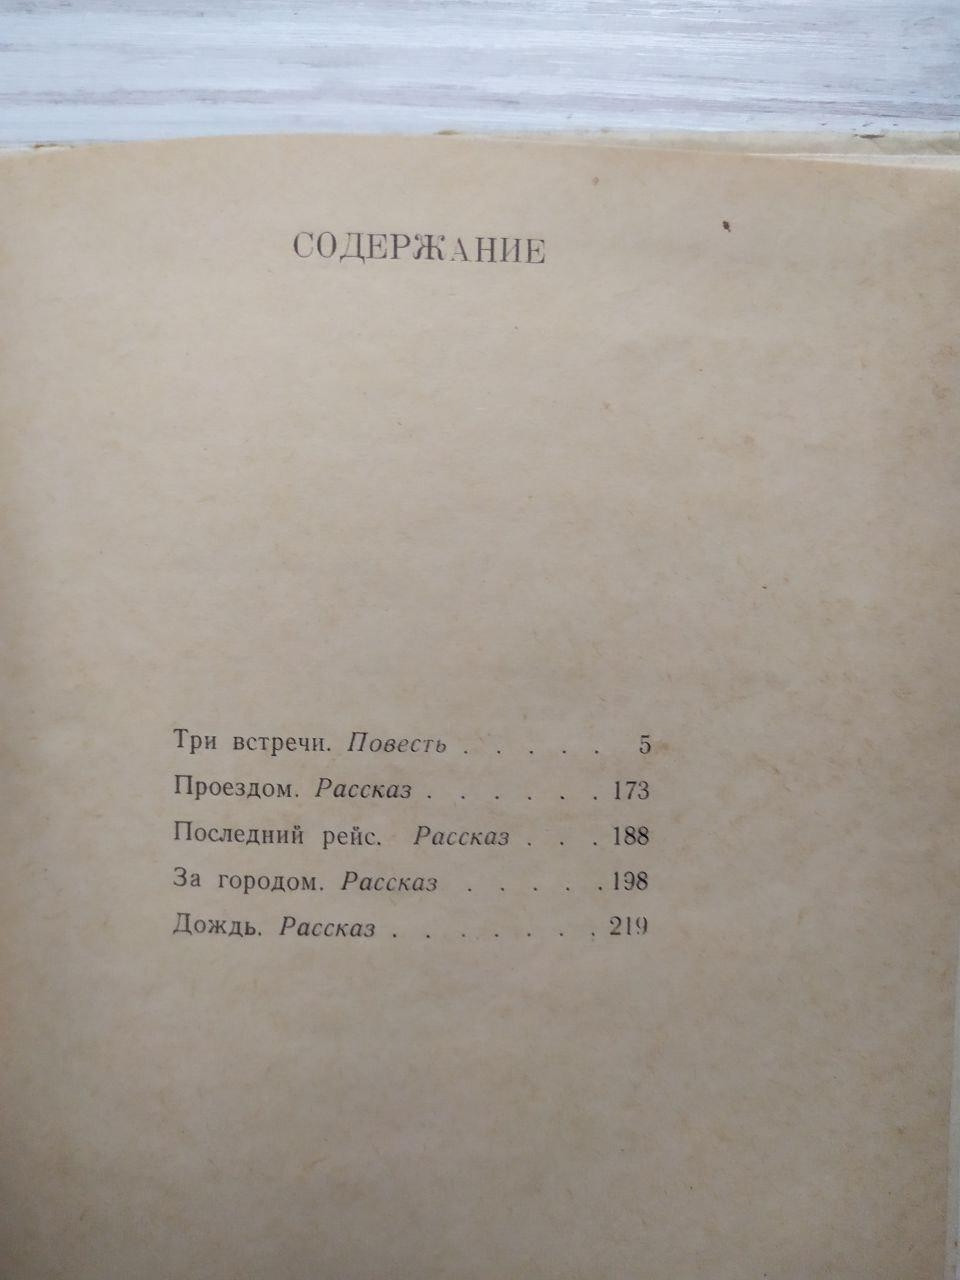 СОДЕРЖАНИЕ
Три встречи. Повесть . . . . . 5
Проездом. Рассказ . . . . . . 173
Последний рейс. Рассказ . . . 188
За городом. Рассказ . . . . . 198
Дождь. Рассказ . . . . . . . 219